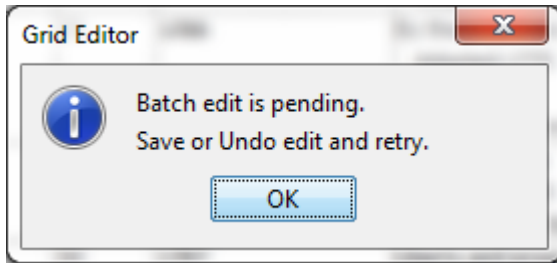 Grid Editor
Batch edit is pending.
Save or Undo edit and retry.
OK